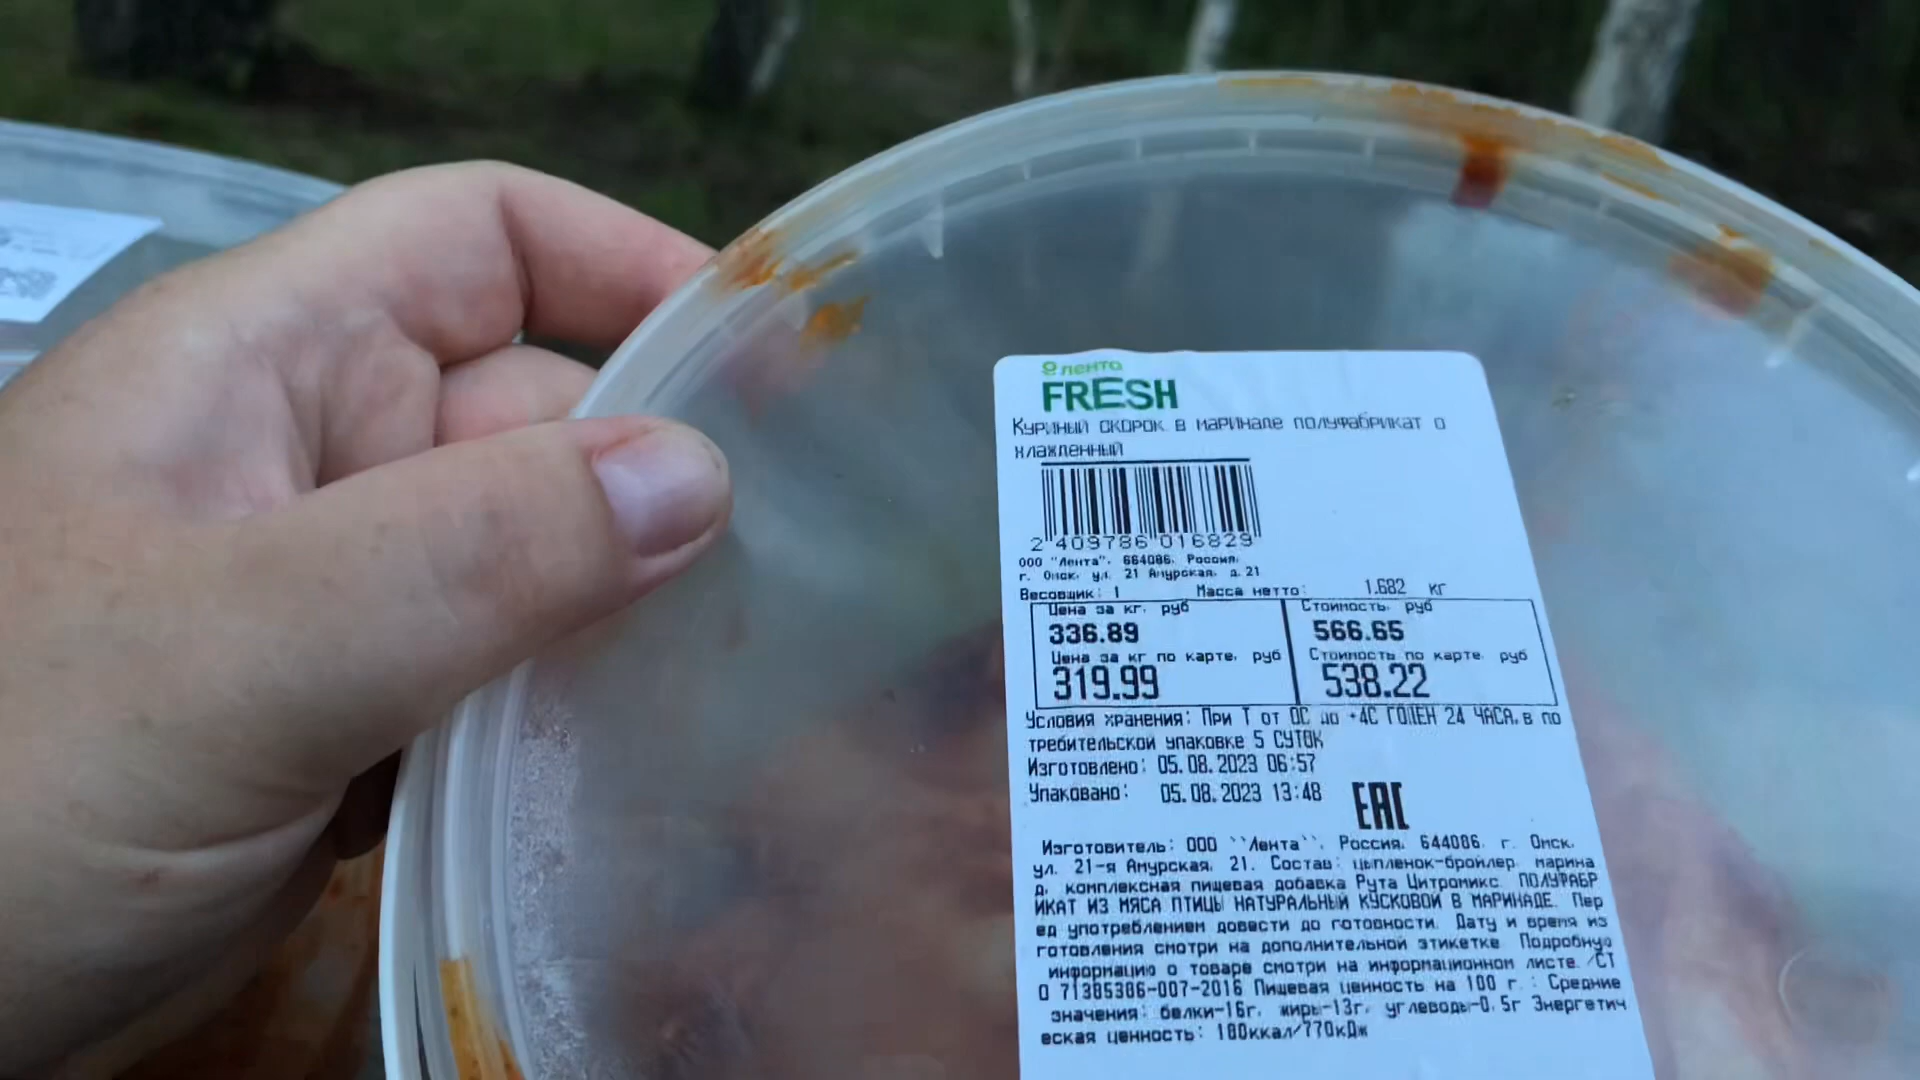 лента
FRESH
Куриный окорок в маринаде полуфабрикат о
хлажденный
2 409786 016829
ООО "Лента", 664086, Россия,
г. Омск, ул. 21 Амурская, д.21
Весовщик: 1 Масса нетто: 1.682 кг
Цена за кг, руб Стоимость, руб
336.89 566.65
Цена за кг по карте, руб Стоимость по карте, руб
319.99 538.22
Условия хранения: При Т от 0С до +4С ГОДЕН 24 ЧАСА, в по
требительской упаковке 5 СУТОК
Изготовлено: 05.08.2023 06:57
Упаковано: 05.08.2023 13:48
EAC
Изготовитель: ООО ``Лента``, Россия, 644086, г. Омск,
ул. 21-я Амурская, 21. Состав: цыпленок-бройлер, марина
д, комплексная пищевая добавка Рута Цитромикс. ПОЛУФАБР
ИКАТ ИЗ МЯСА ПТИЦЫ НАТУРАЛЬНЫЙ КУСКОВОЙ В МАРИНАДЕ. Пер
ед употреблением довести до готовности. Дату и время из
готовления смотри на дополнительной этикетке. Подробную
информацию о товаре смотри на информационном листе. /СТ
О 71385386-007-2016 Пищевая ценность на 100 г.: Средние
значения: белки-16г, жиры-13г, углеводы-0,5г Энергетич
еская ценность: 180ккал/770кДж